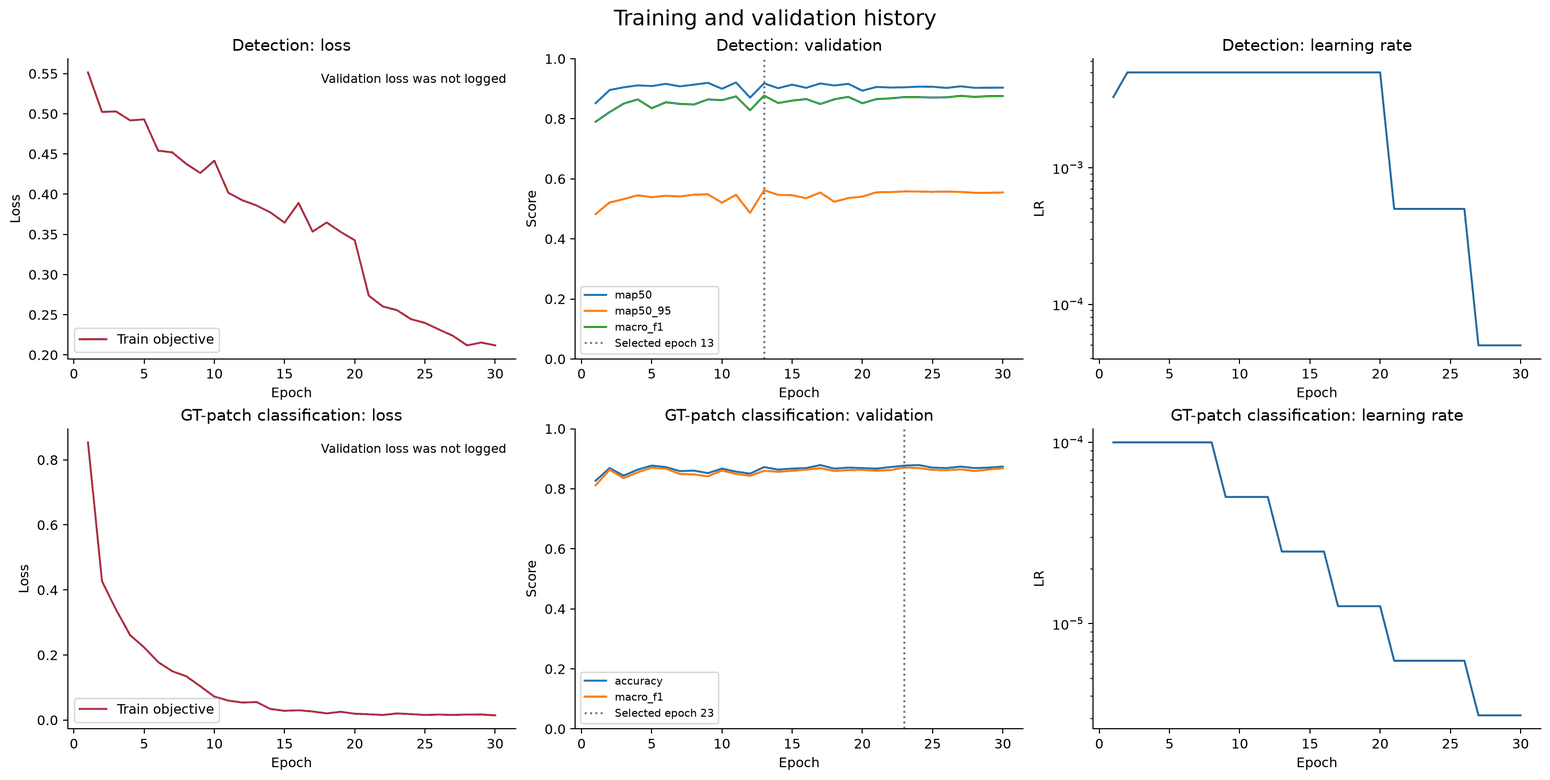 Training and validation history
Detection: loss
Validation loss was not logged
Loss
0.55
0.50
0.45
0.40
0.35
0.30
0.25
0.20
Train objective
0 5 10 15 20 25 30
Epoch
Detection: validation
Score
1.0
0.8
0.6
0.4
0.2
0.0
map50
map50_95
macro_f1
Selected epoch 13
0 5 10 15 20 25 30
Epoch
Detection: learning rate
LR
10⁻³
10⁻⁴
0 5 10 15 20 25 30
Epoch
GT-patch classification: loss
Validation loss was not logged
Loss
0.8
0.6
0.4
0.2
0.0
Train objective
0 5 10 15 20 25 30
Epoch
GT-patch classification: validation
Score
1.0
0.8
0.6
0.4
0.2
0.0
accuracy
macro_f1
Selected epoch 23
0 5 10 15 20 25 30
Epoch
GT-patch classification: learning rate
LR
10⁻⁴
10⁻⁵
0 5 10 15 20 25 30
Epoch